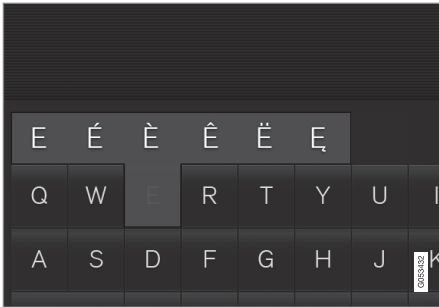 E É È Ê Ë Ę
Q W E R T Y U I
A S D F G H J K
G053432